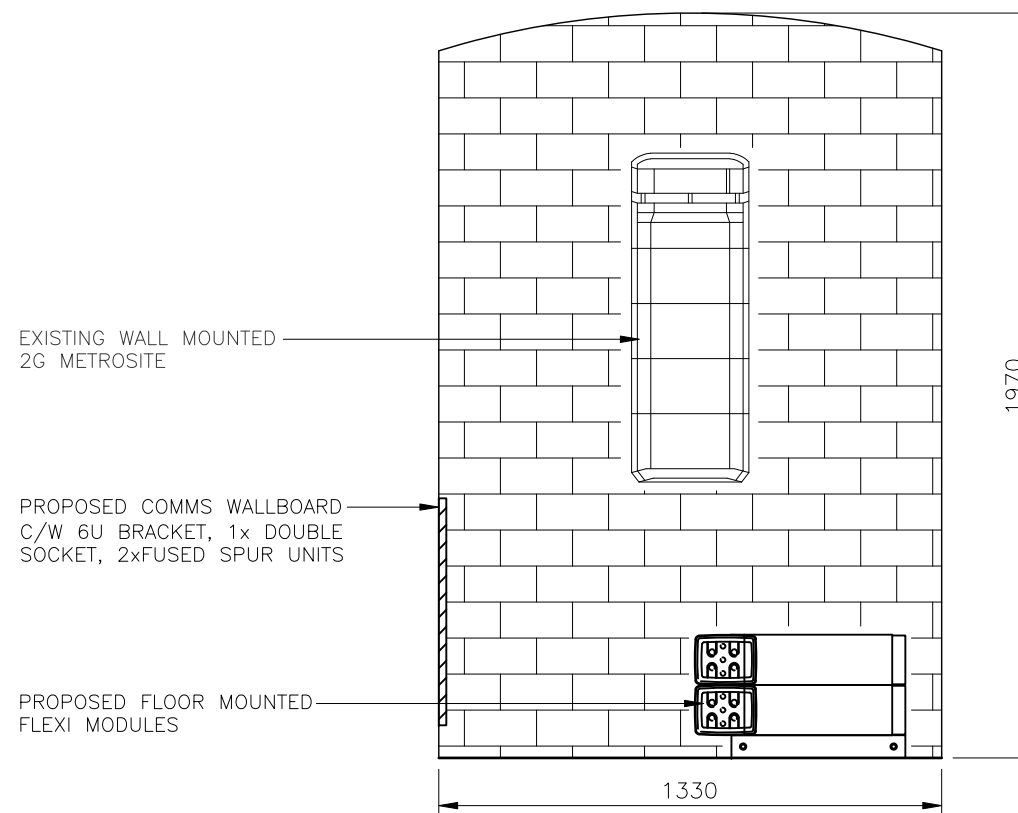 EXISTING WALL MOUNTED
2G METROSITE
1970
PROPOSED COMMS WALLBOARD
C/W 6U BRACKET, 1x DOUBLE
SOCKET, 2xFUSED SPUR UNITS
PROPOSED FLOOR MOUNTED
FLEXI MODULES
1330